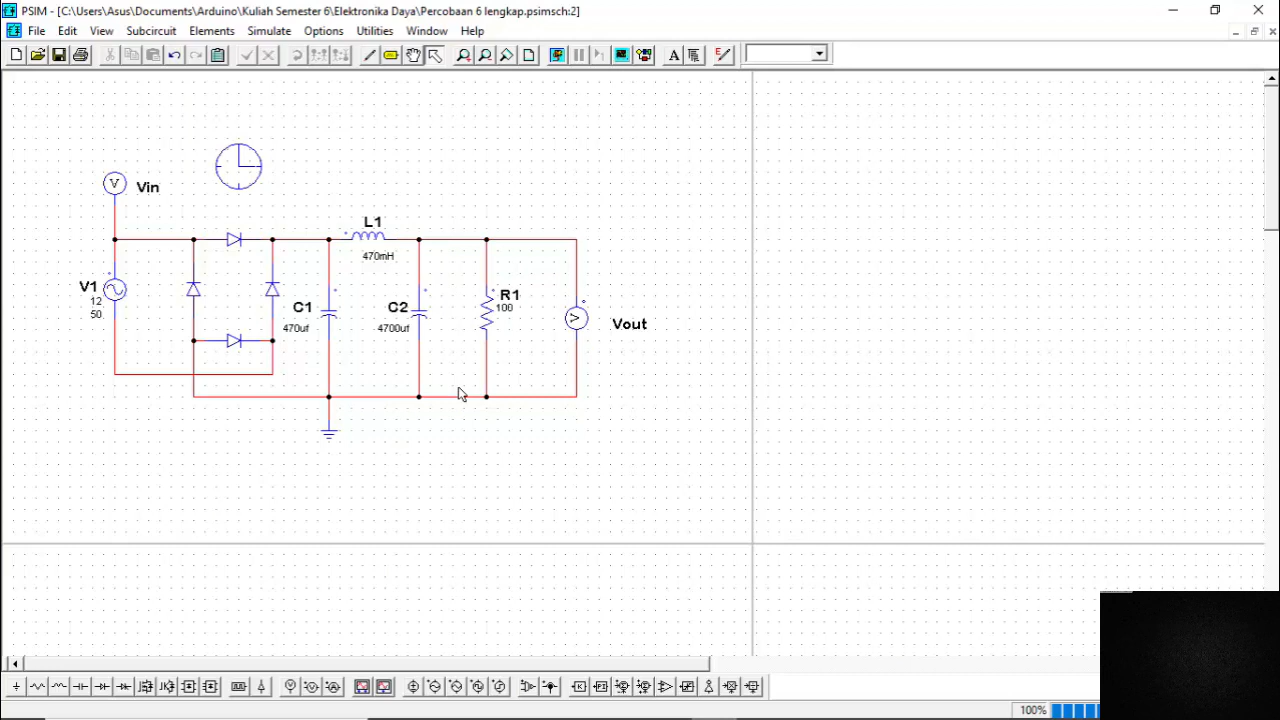 PSIM - [C:\Users\Asus\Documents\Arduino\Kuliah Semester 6\Elektronika Daya\Percobaan 6 lengkap.psimsch:2]
File Edit View Subcircuit Elements Simulate Options Utilities Window Help
A
V
Vin
L1
470mH
V1
12
50
C1
470uf
C2
4700uf
R1
100
V
Vout
100%